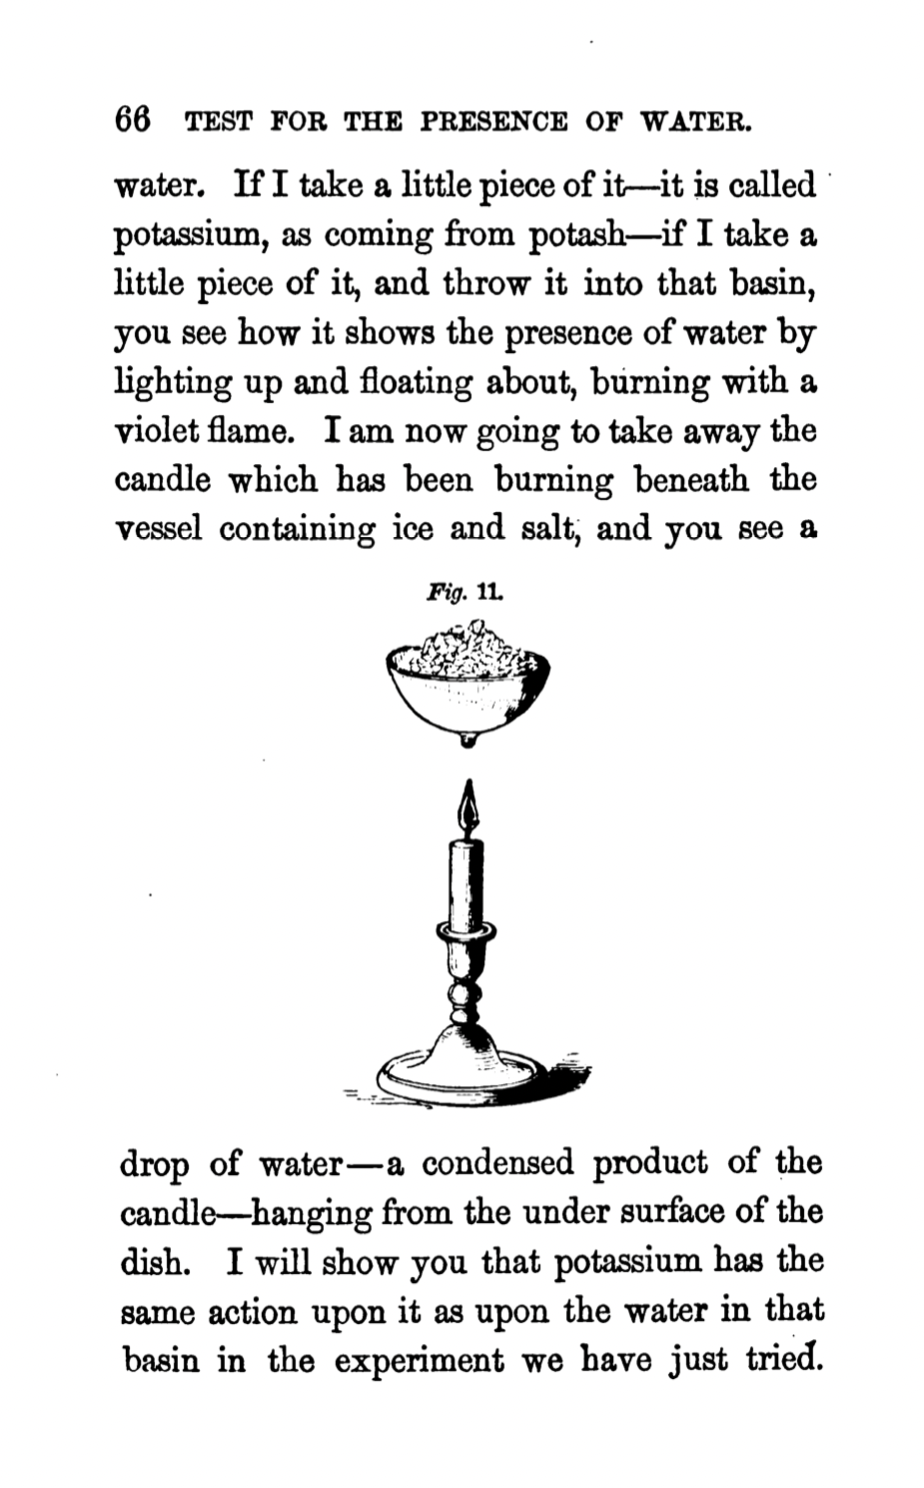 66 TEST FOR THE PRESENCE OF WATER.
water. If I take a little piece of it—it is called
potassium, as coming from potash—if I take a
little piece of it, and throw it into that basin,
you see how it shows the presence of water by
lighting up and floating about, burning with a
violet flame. I am now going to take away the
candle which has been burning beneath the
vessel containing ice and salt, and you see a
Fig. 11.
drop of water—a condensed product of the
candle—hanging from the under surface of the
dish. I will show you that potassium has the
same action upon it as upon the water in that
basin in the experiment we have just tried.